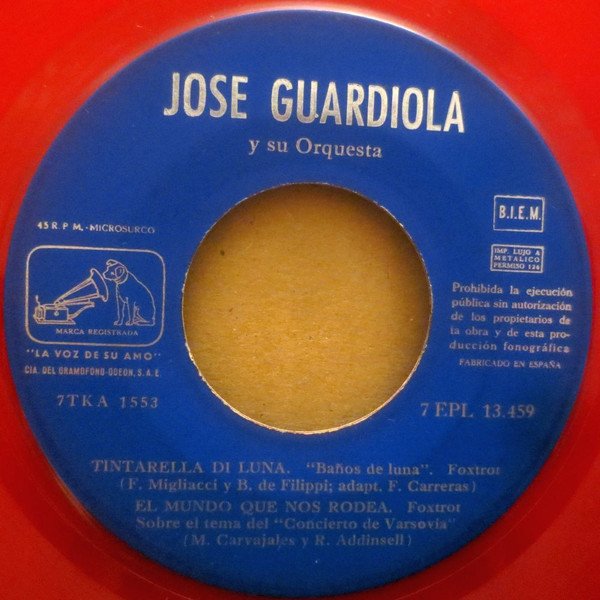 JOSE GUARDIOLA
y su Orquesta
45 R. P. M. - MICROSURCO
B.I.E.M.
IMP. LUJO A
METALICO
PERMISO 126
MARCA REGISTRADA
"LA VOZ DE SU AMO"
CIA. DEL GRAMOFONO-ODEON, S. A. E.
Prohibida la ejecución
pública sin autorización
de los propietarios de
la obra y de esta pro-
ducción fonográfica
FABRICADO EN ESPAÑA
7TKA 1553
7 EPL 13.459
TINTARELLA DI LUNA. "Baños de luna". Foxtrot
(F. Migliacci y B. de Filippi; adapt. F. Carreras)
EL MUNDO QUE NOS RODEA. Foxtrot
Sobre el tema del "Concierto de Varsovia"
(M. Carvajales y R. Addinsell)